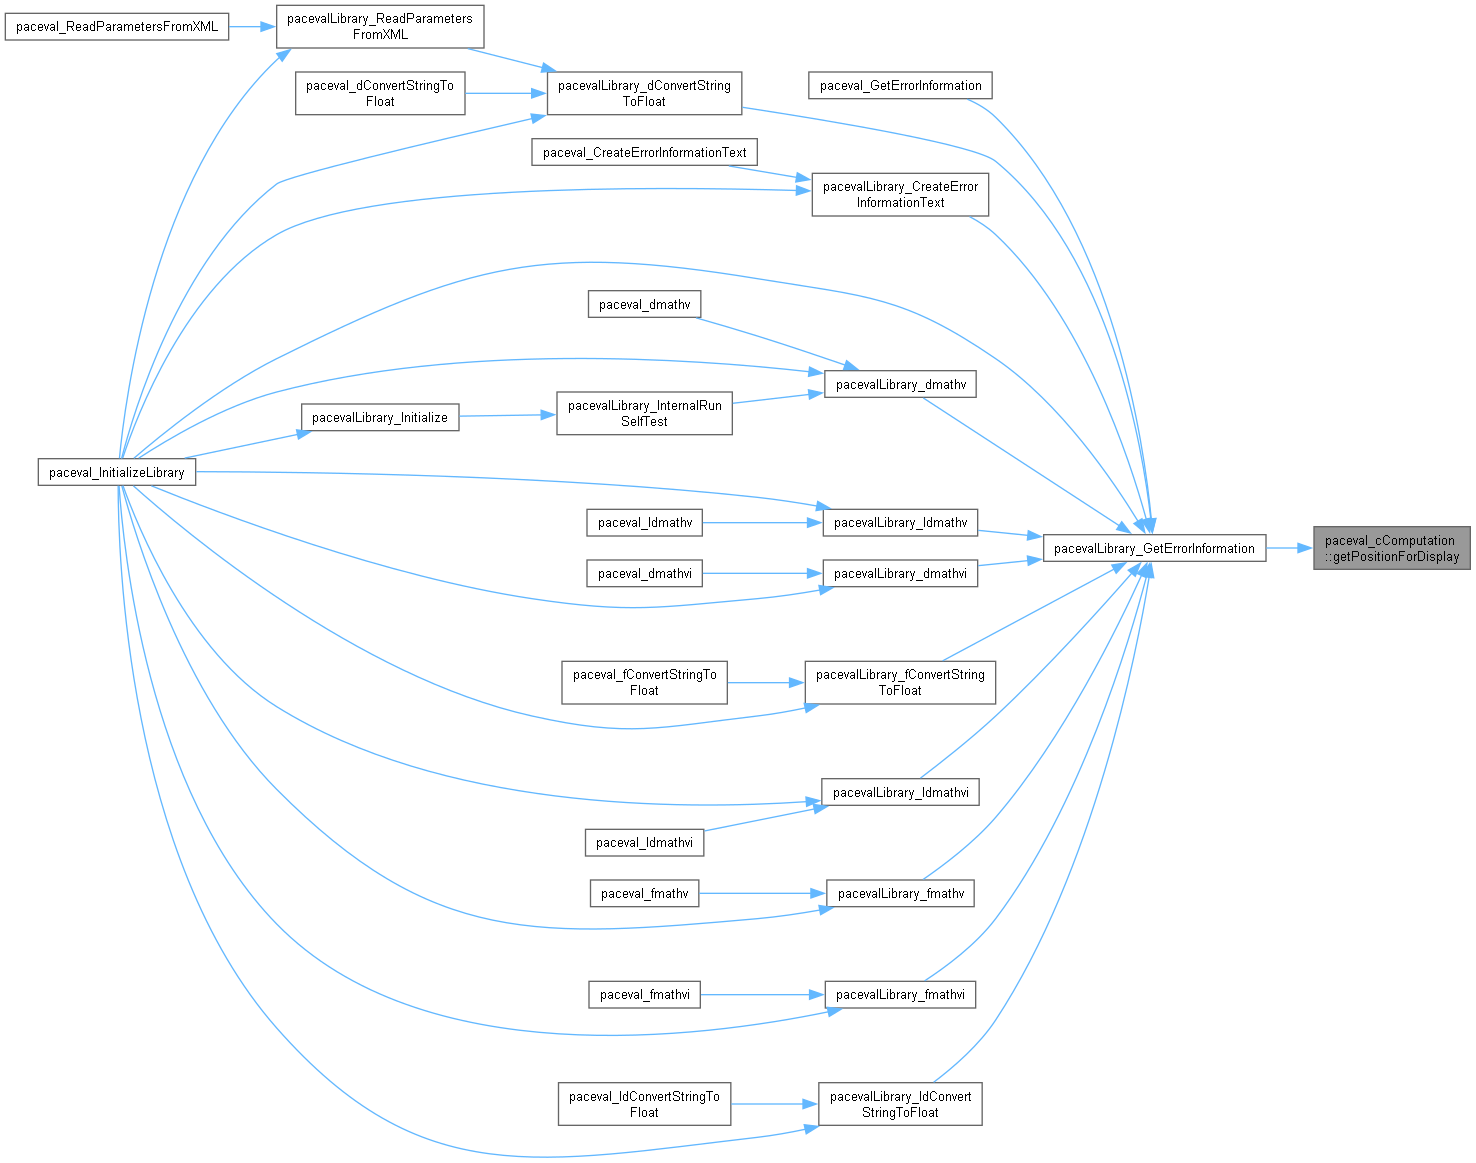 paceval_ReadParametersFromXML
pacevalLibrary_ReadParameters
FromXML
paceval_dConvertStringTo
Float
pacevalLibrary_dConvertString
ToFloat
paceval_GetErrorInformation
paceval_CreateErrorInformationText
pacevalLibrary_CreateError
InformationText
paceval_dmathv
pacevalLibrary_dmathv
pacevalLibrary_Initialize
pacevalLibrary_InternalRun
SelfTest
paceval_InitializeLibrary
paceval_ldmathv
pacevalLibrary_ldmathv
pacevalLibrary_GetErrorInformation
paceval_cComputation
::getPositionForDisplay
paceval_dmathvi
pacevalLibrary_dmathvi
paceval_fConvertStringTo
Float
pacevalLibrary_fConvertString
ToFloat
pacevalLibrary_ldmathvi
paceval_ldmathvi
paceval_fmathv
pacevalLibrary_fmathv
paceval_fmathvi
pacevalLibrary_fmathvi
paceval_ldConvertStringTo
Float
pacevalLibrary_ldConvert
StringToFloat